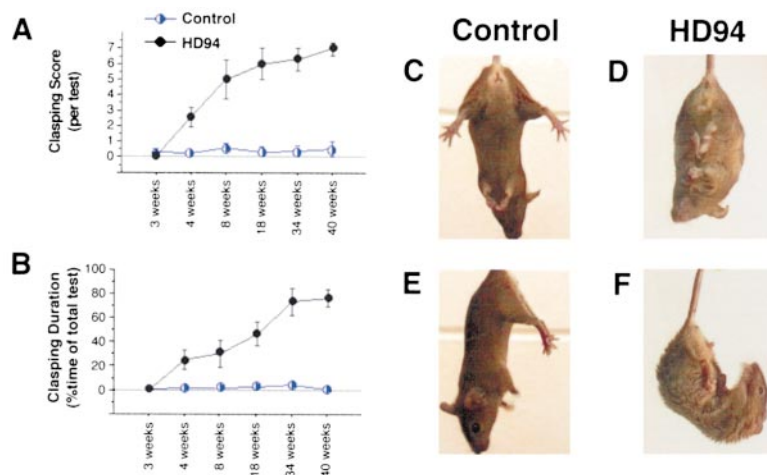 A
Control
HD94
Clasping Score
(per test)
7
6
5
4
3
2
1
0
3 weeks
4 weeks
8 weeks
18 weeks
34 weeks
40 weeks
B
Clasping Duration
(%time of total test)
100
80
60
40
20
0
3 weeks
4 weeks
8 weeks
18 weeks
34 weeks
40 weeks
Control
HD94
C
D
E
F